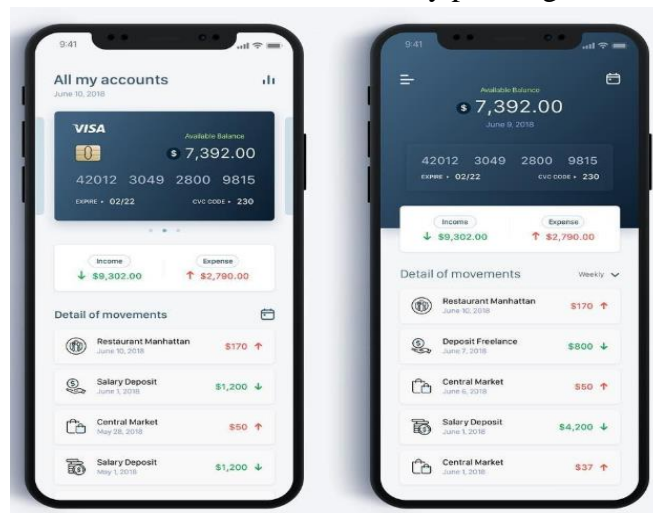 9:41
All my accounts
June 10, 2018
VISA
Available Balance
$ 7,392.00
42012 3049 2800 9815
EXPIRE • 02/22 CVC CODE • 230
Income Expense
↓ $9,302.00 ↑ $2,790.00
Detail of movements
Restaurant Manhattan
June 10, 2018
$170 ↑
Salary Deposit
June 1, 2018
$1,200 ↓
Central Market
May 28, 2018
$50 ↑
Salary Deposit
May 1, 2018
$1,200 ↓
9:41
Available Balance
$ 7,392.00
June 9, 2018
42012 3049 2800 9815
EXPIRE • 02/22 CVC CODE • 230
Income Expense
↓ $9,302.00 ↑ $2,790.00
Detail of movements Weekly
Restaurant Manhattan
June 10, 2018
$170 ↑
Deposit Freelance
June 7, 2018
$800 ↓
Central Market
June 6, 2018
$50 ↑
Salary Deposit
June 1, 2018
$4,200 ↓
Central Market
June 1, 2018
$37 ↑